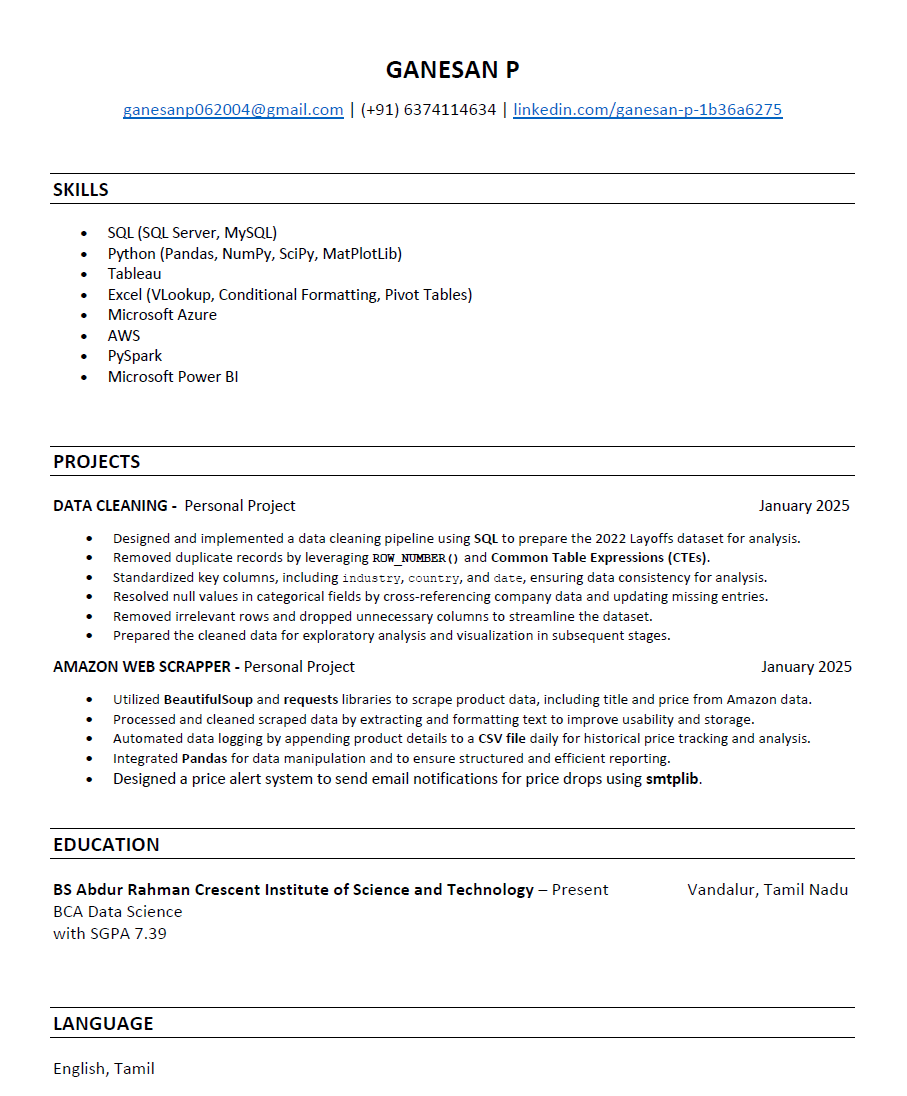 GANESAN P
ganesanp062004@gmail.com | (+91) 6374114634 | linkedin.com/ganesan-p-1b36a6275
SKILLS
• SQL (SQL Server, MySQL)
• Python (Pandas, NumPy, SciPy, MatPlotLib)
• Tableau
• Excel (VLookup, Conditional Formatting, Pivot Tables)
• Microsoft Azure
• AWS
• PySpark
• Microsoft Power BI
PROJECTS
DATA CLEANING - Personal Project January 2025
• Designed and implemented a data cleaning pipeline using SQL to prepare the 2022 Layoffs dataset for analysis.
• Removed duplicate records by leveraging ROW_NUMBER() and Common Table Expressions (CTEs).
• Standardized key columns, including industry, country, and date, ensuring data consistency for analysis.
• Resolved null values in categorical fields by cross-referencing company data and updating missing entries.
• Removed irrelevant rows and dropped unnecessary columns to streamline the dataset.
• Prepared the cleaned data for exploratory analysis and visualization in subsequent stages.
AMAZON WEB SCRAPPER - Personal Project January 2025
• Utilized BeautifulSoup and requests libraries to scrape product data, including title and price from Amazon data.
• Processed and cleaned scraped data by extracting and formatting text to improve usability and storage.
• Automated data logging by appending product details to a CSV file daily for historical price tracking and analysis.
• Integrated Pandas for data manipulation and to ensure structured and efficient reporting.
• Designed a price alert system to send email notifications for price drops using smtplib.
EDUCATION
BS Abdur Rahman Crescent Institute of Science and Technology – Present Vandalur, Tamil Nadu
BCA Data Science
with SGPA 7.39
LANGUAGE
English, Tamil